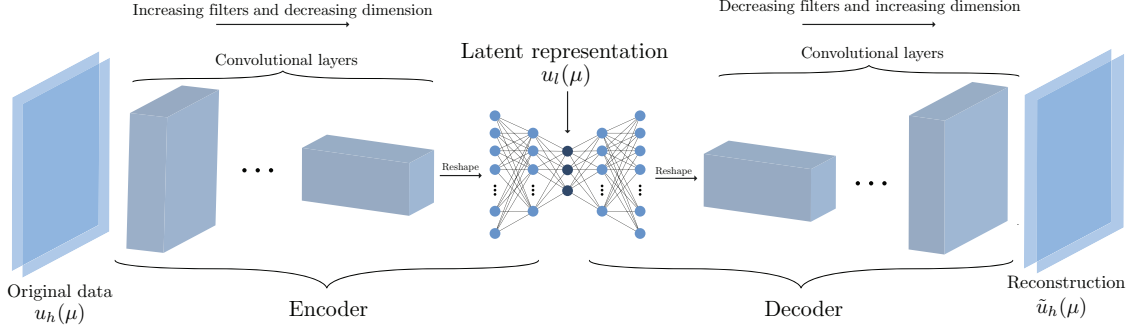 Increasing filters and decreasing dimension
Decreasing filters and increasing dimension
Convolutional layers
Latent representation
u_l(μ)
Convolutional layers
Reshape
Reshape
Original data
u_h(μ)
Encoder
Decoder
Reconstruction
ũ_h(μ)